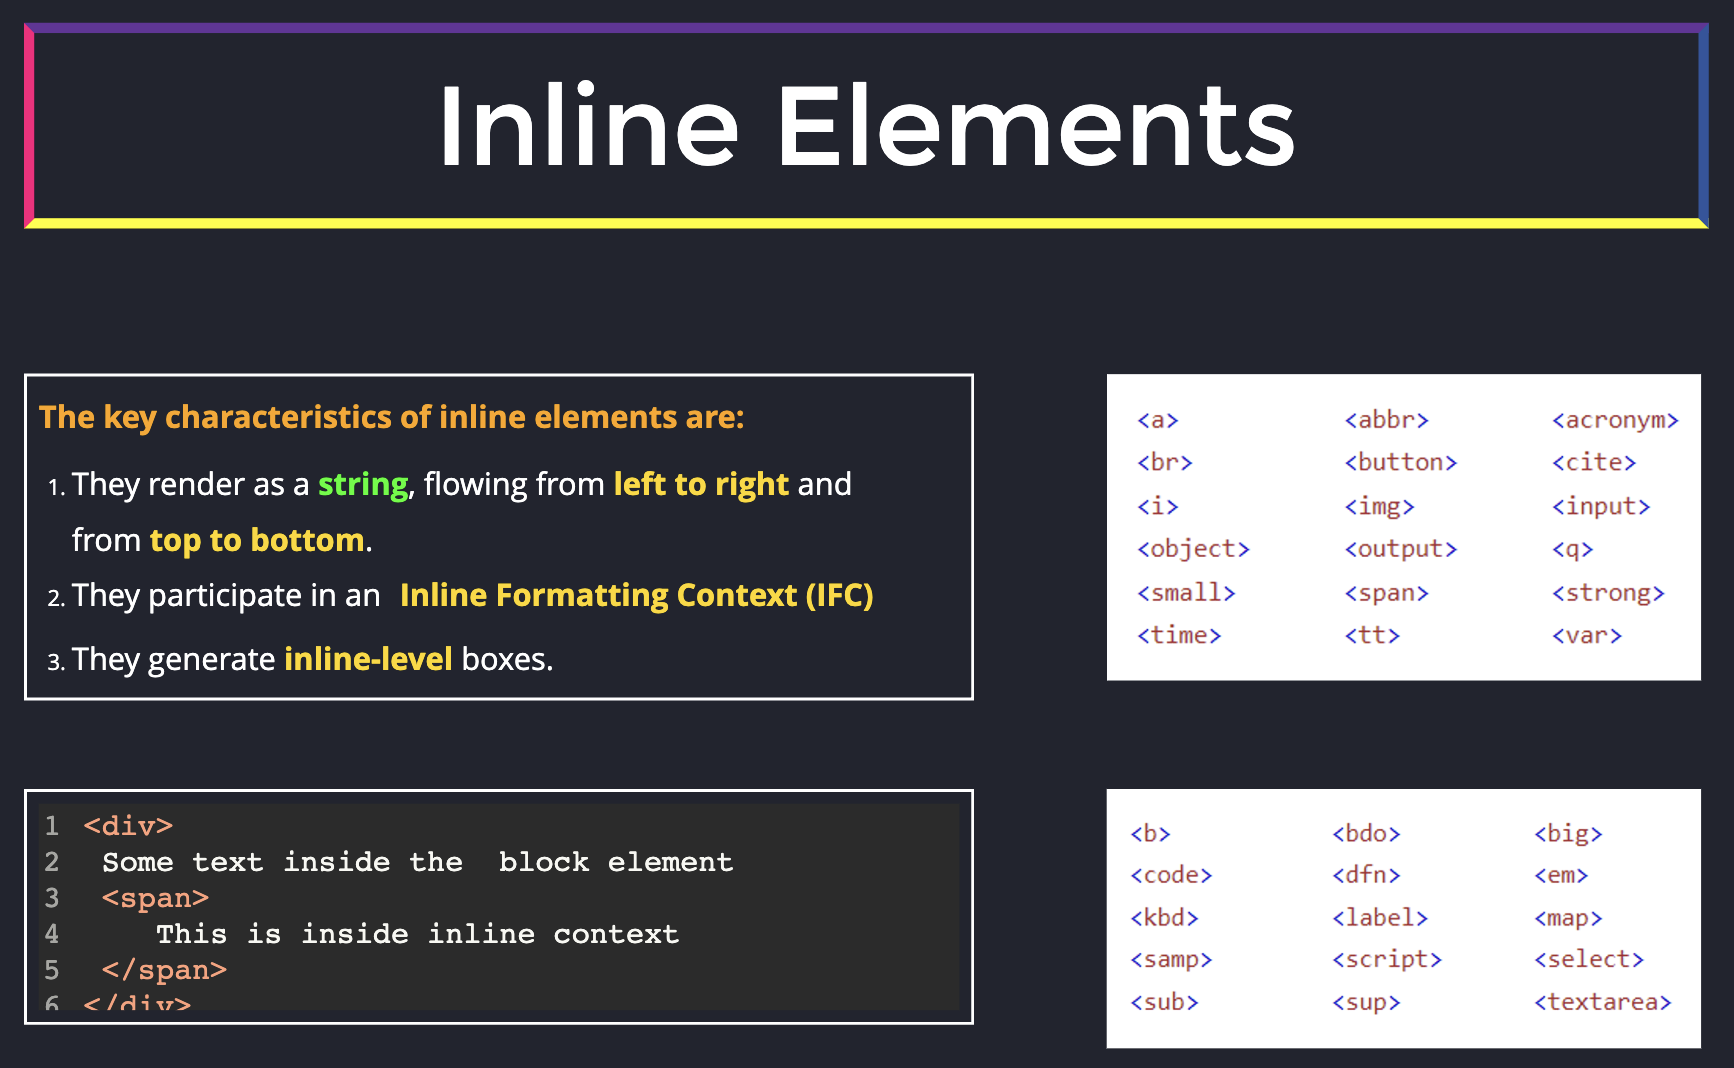 Inline Elements
The key characteristics of inline elements are:
1. They render as a string, flowing from left to right and
from top to bottom.
2. They participate in an Inline Formatting Context (IFC)
3. They generate inline-level boxes.
<a> <abbr> <acronym>
<br> <button> <cite>
<i> <img> <input>
<object> <output> <q>
<small> <span> <strong>
<time> <tt> <var>
1 <div>
2 Some text inside the  block element
3 <span>
4 This is inside inline context
5 </span>
6 </div>
<b> <bdo> <big>
<code> <dfn> <em>
<kbd> <label> <map>
<samp> <script> <select>
<sub> <sup> <textarea>